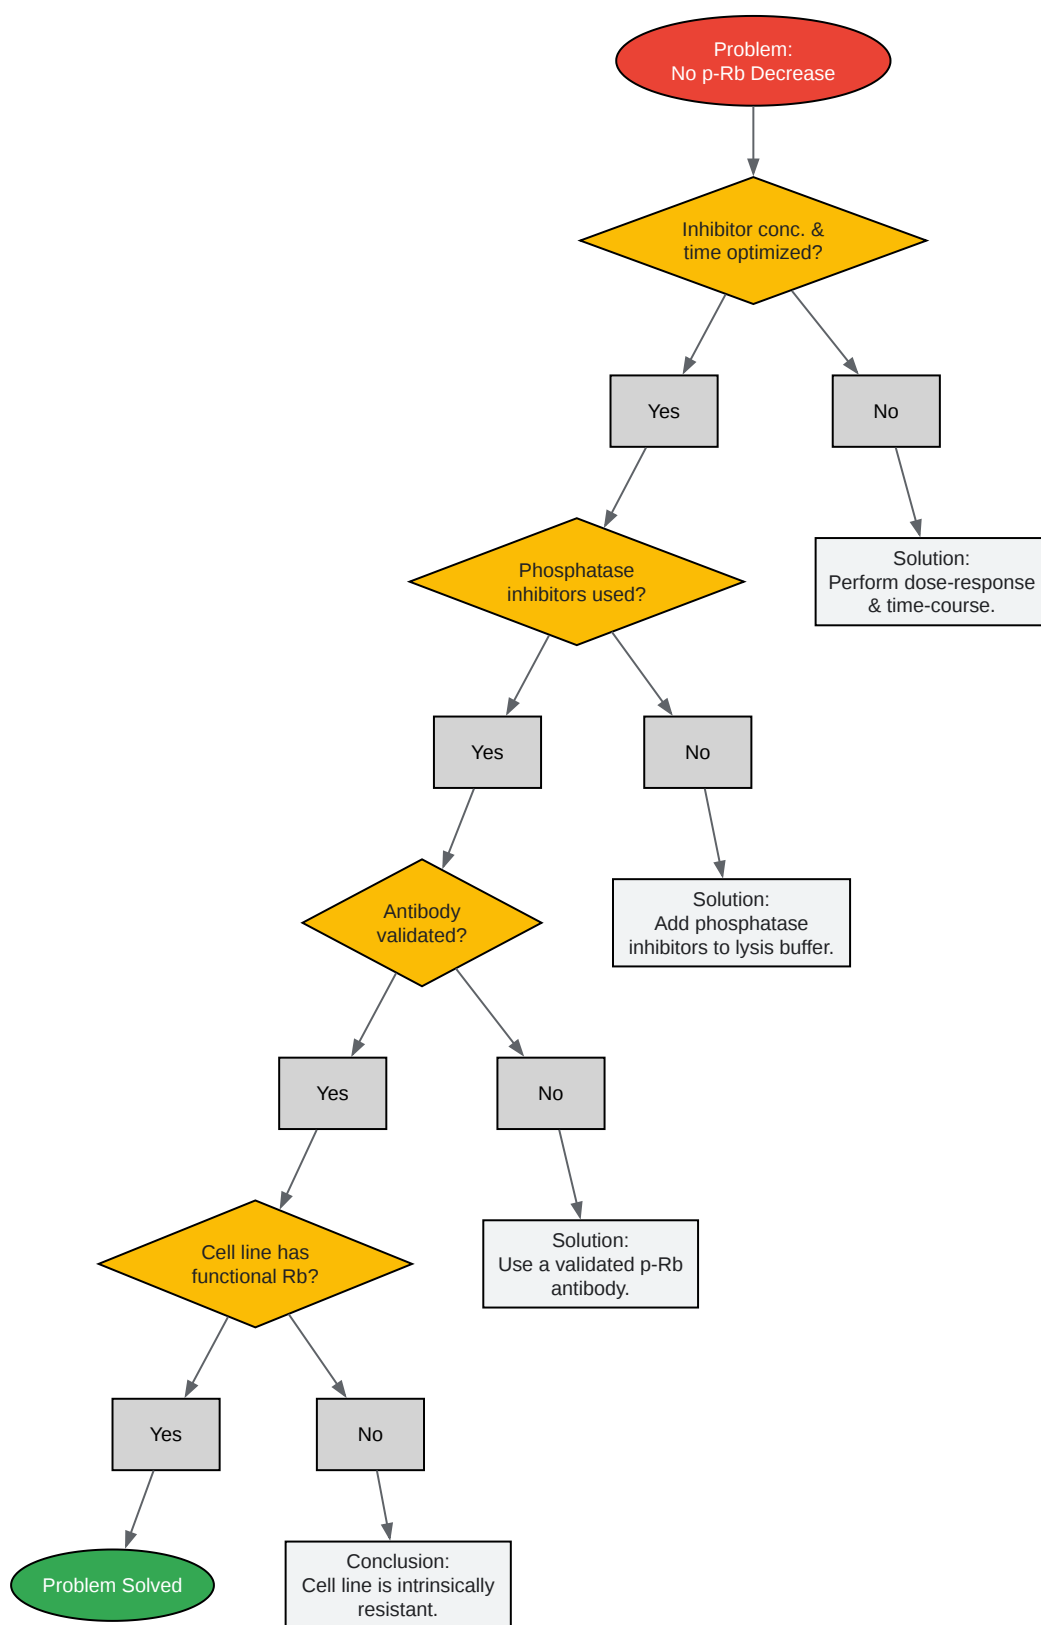 Problem:
No p-Rb Decrease
Inhibitor conc. &
time optimized?
Yes
No
Phosphatase
inhibitors used?
Solution:
Perform dose-response
& time-course.
Yes
No
Antibody
validated?
Solution:
Add phosphatase
inhibitors to lysis buffer.
Yes
No
Cell line has
functional Rb?
Solution:
Use a validated p-Rb
antibody.
Yes
No
Problem Solved
Conclusion:
Cell line is intrinsically
resistant.